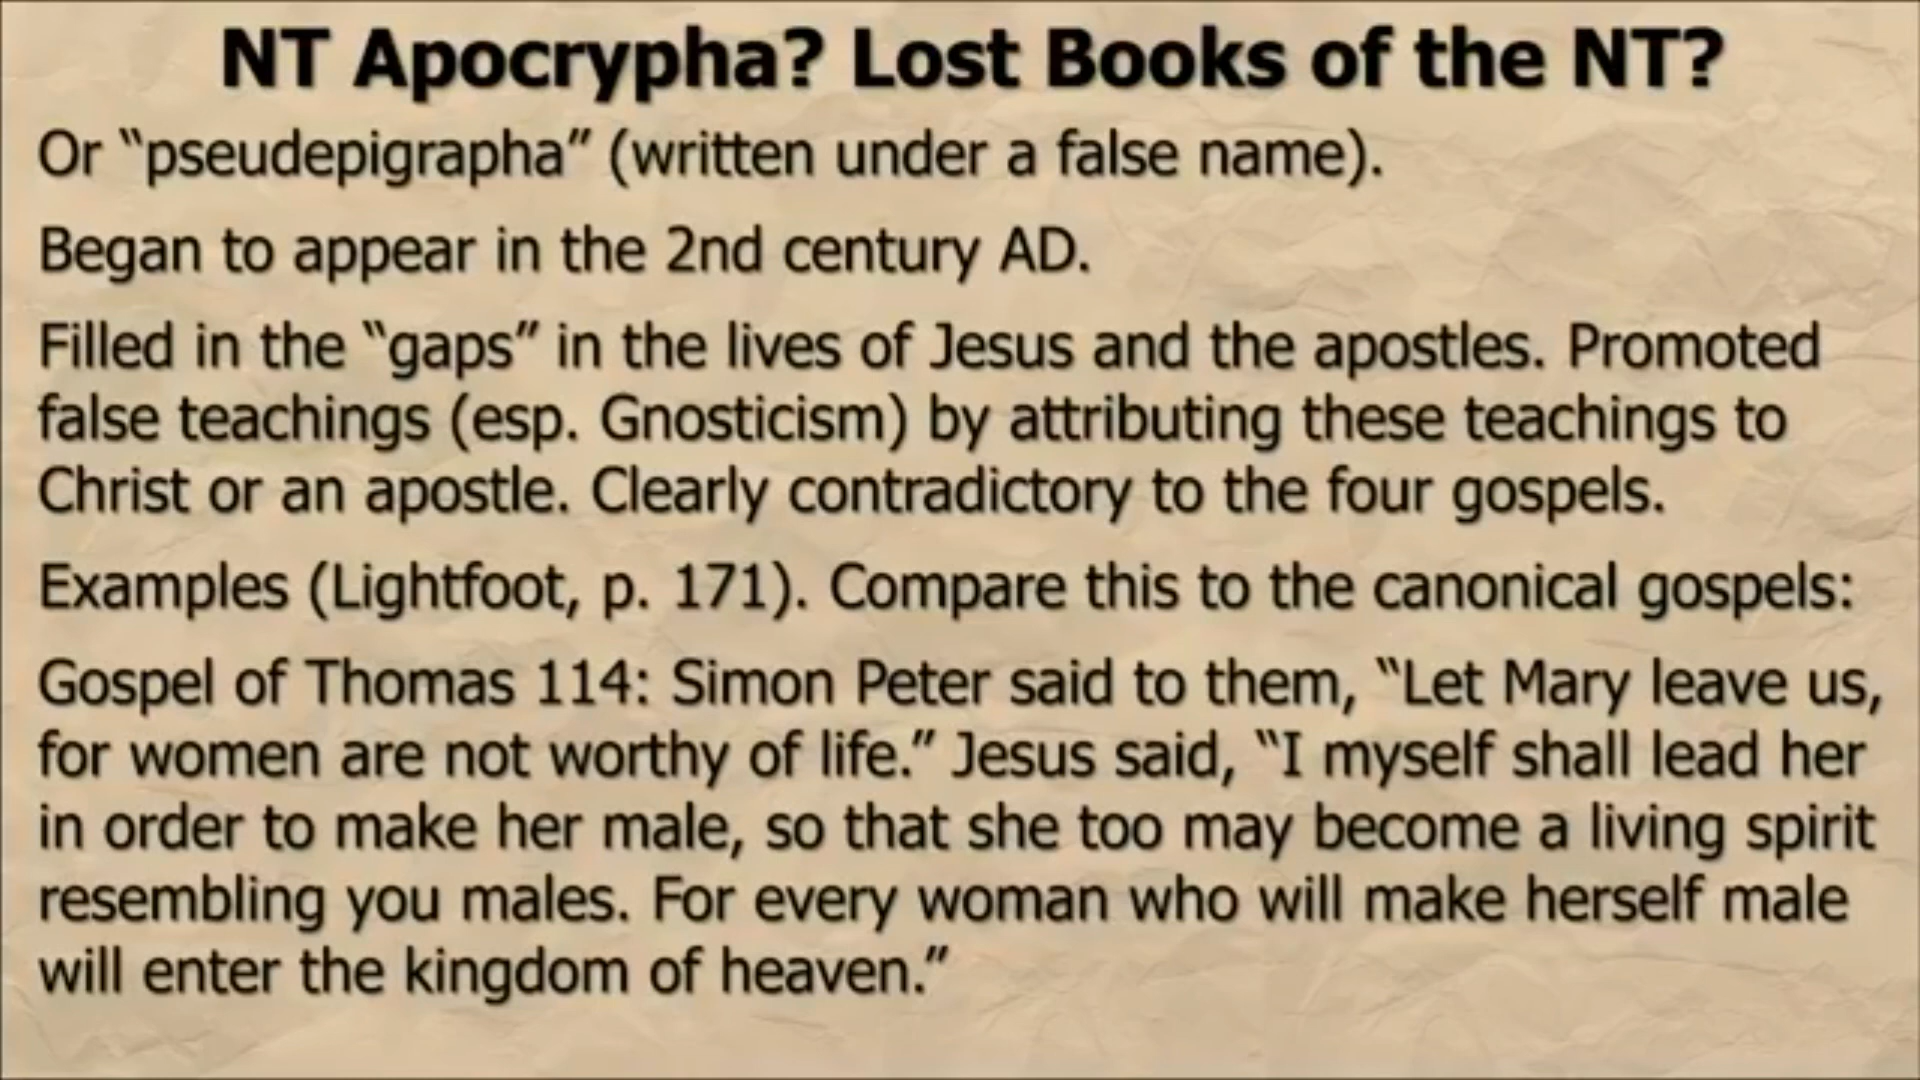 NT Apocrypha? Lost Books of the NT?
Or “pseudepigrapha” (written under a false name).
Began to appear in the 2nd century AD.
Filled in the “gaps” in the lives of Jesus and the apostles. Promoted
false teachings (esp. Gnosticism) by attributing these teachings to
Christ or an apostle. Clearly contradictory to the four gospels.
Examples (Lightfoot, p. 171). Compare this to the canonical gospels:
Gospel of Thomas 114: Simon Peter said to them, “Let Mary leave us,
for women are not worthy of life.” Jesus said, “I myself shall lead her
in order to make her male, so that she too may become a living spirit
resembling you males. For every woman who will make herself male
will enter the kingdom of heaven.”